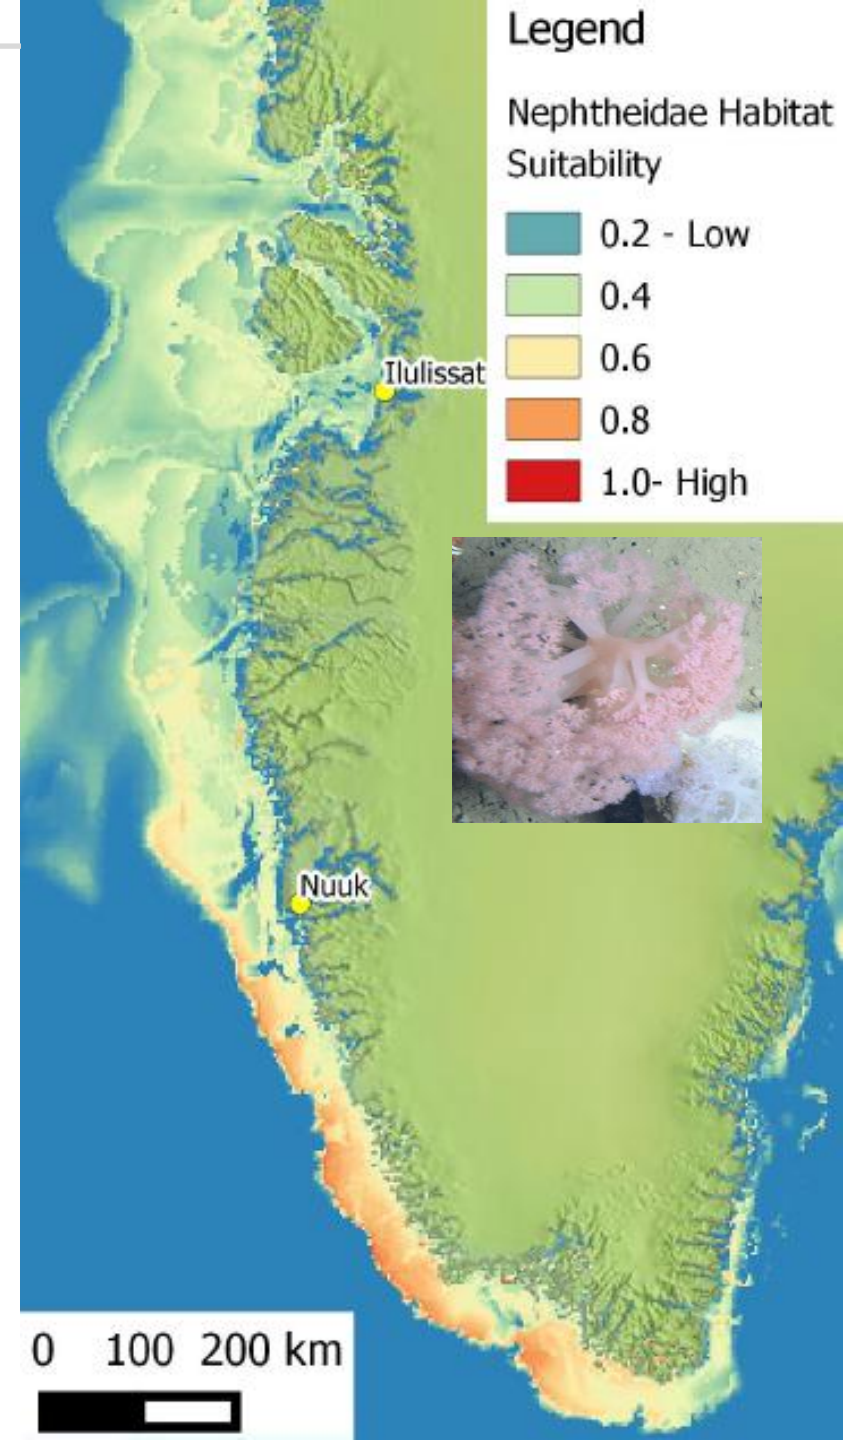 Legend
Nephtheidae Habitat
Suitability
0.2 - Low
0.4
0.6
0.8
1.0- High
Ilulissat
Nuuk
0 100 200 km